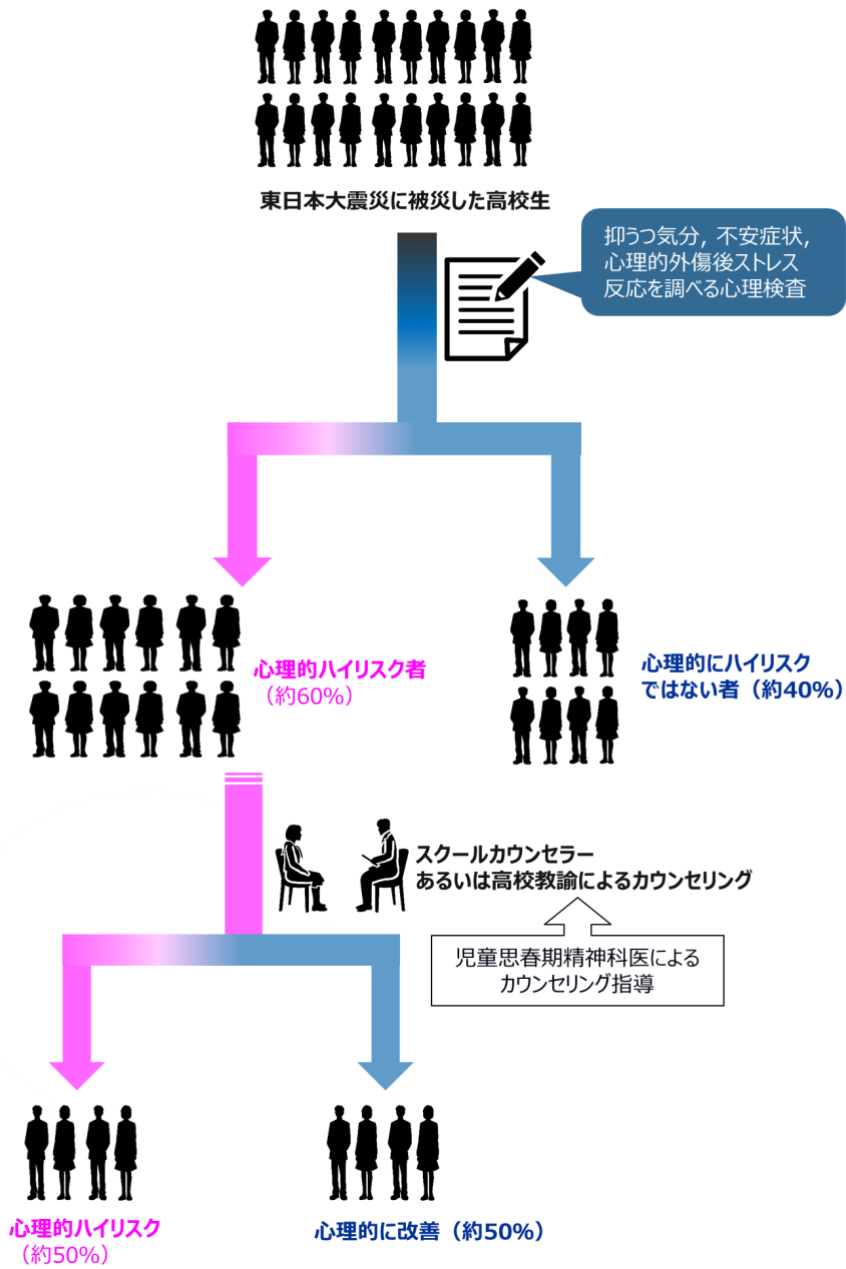 東日本大震災に被災した高校生
抑うつ気分, 不安症状,
心理的外傷後ストレス
反応を調べる心理検査
心理的ハイリスク者
（約60%）
心理的にハイリスク
ではない者（約40%）
スクールカウンセラー
あるいは高校教諭によるカウンセリング
児童思春期精神科医による
カウンセリング指導
心理的ハイリスク
（約50%）
心理的に改善（約50%）